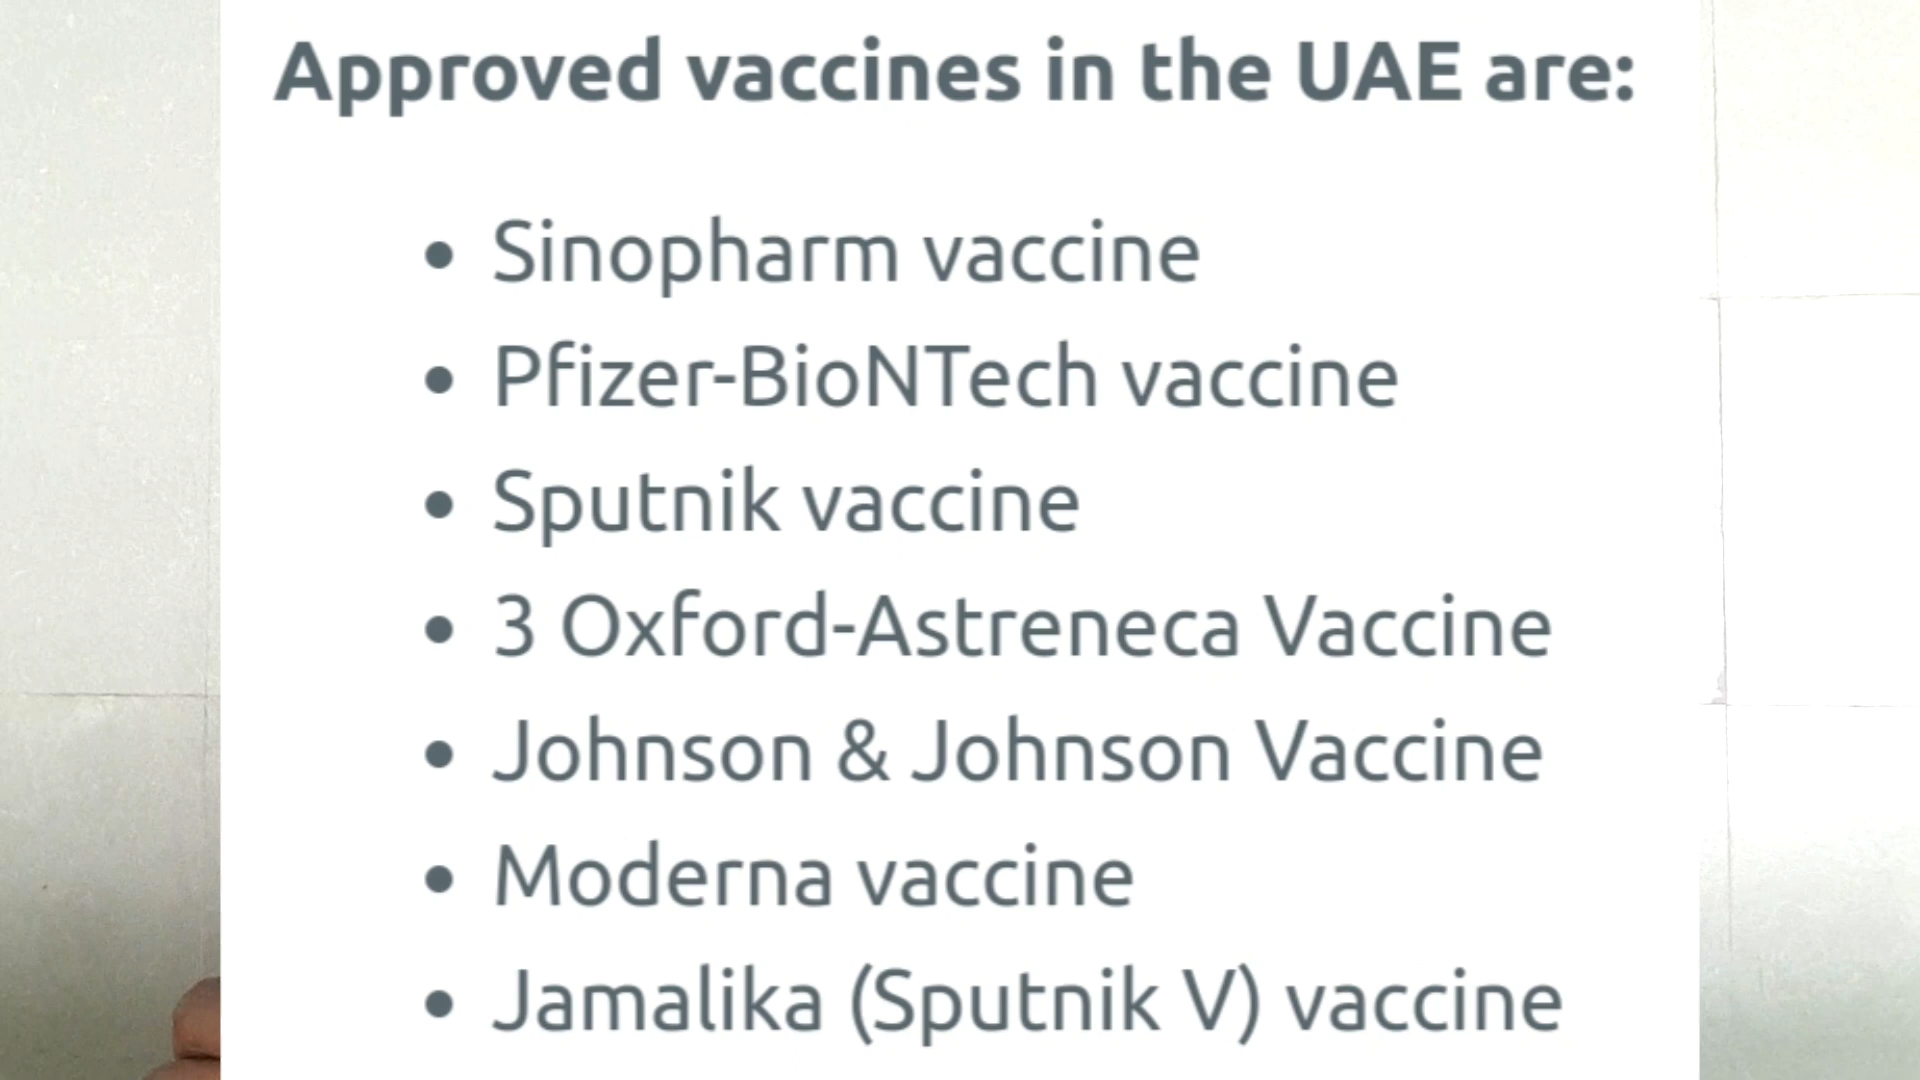 Approved vaccines in the UAE are:
• Sinopharm vaccine
• Pfizer-BioNTech vaccine
• Sputnik vaccine
• 3 Oxford-Astreneca Vaccine
• Johnson & Johnson Vaccine
• Moderna vaccine
• Jamalika (Sputnik V) vaccine